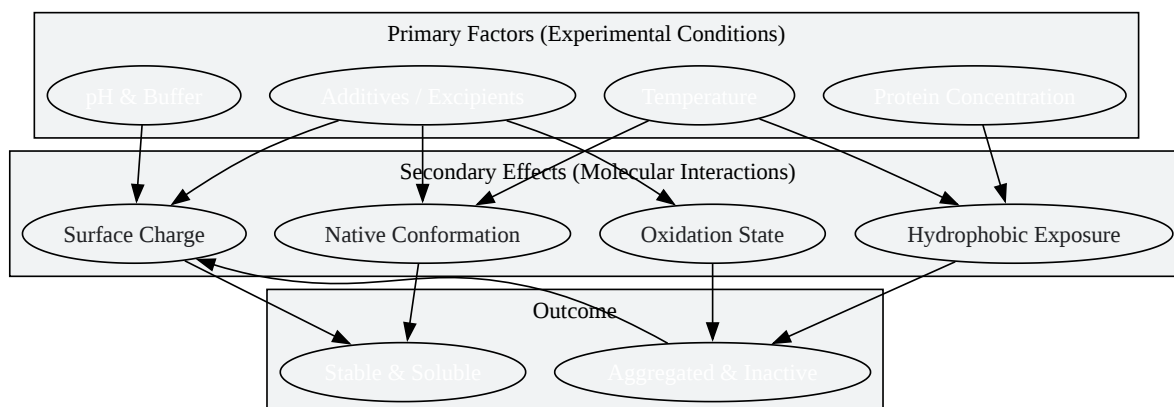 Primary Factors (Experimental Conditions)
pH & Buffer
Additives / Excipients
Temperature
Protein Concentration
Secondary Effects (Molecular Interactions)
Surface Charge
Native Conformation
Oxidation State
Hydrophobic Exposure
Outcome
Stable & Soluble
Aggregated & Inactive